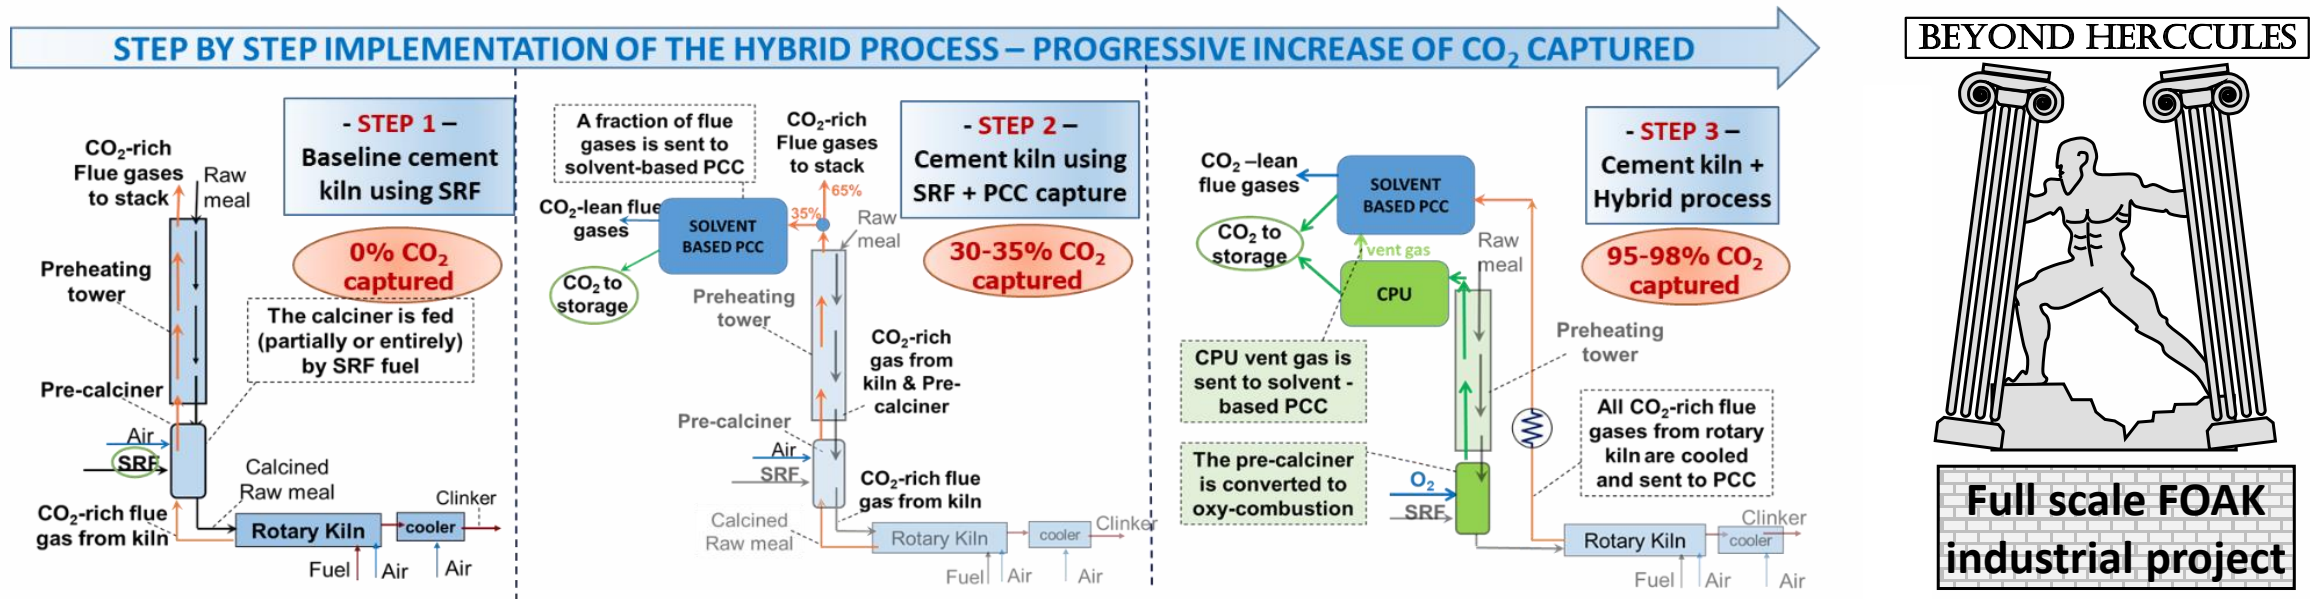 STEP BY STEP IMPLEMENTATION OF THE HYBRID PROCESS – PROGRESSIVE INCREASE OF CO2 CAPTURED
- STEP 1 –
Baseline cement
kiln using SRF
0% CO2
captured
CO2-rich
Flue gases
to stack
Raw
meal
Preheating
tower
The calciner is fed
(partially or entirely)
by SRF fuel
Pre-calciner
Air
SRF
Calcined
Raw meal
CO2-rich flue
gas from kiln
Rotary Kiln
cooler
Clinker
Fuel
Air
Air
- STEP 2 –
Cement kiln using
SRF + PCC capture
30-35% CO2
captured
A fraction of flue
gases is sent to
solvent-based PCC
CO2-rich
Flue gases
to stack
65%
35%
CO2-lean flue
gases
SOLVENT
BASED PCC
Raw
meal
CO2 to
storage
Preheating
tower
CO2-rich
gas from
kiln & Pre-
calciner
Pre-calciner
Air
SRF
CO2-rich flue
gas from kiln
Calcined
Raw meal
Rotary Kiln
cooler
Clinker
Fuel
Air
Air
- STEP 3 –
Cement kiln +
Hybrid process
95-98% CO2
captured
CO2 –lean
flue gases
SOLVENT
BASED PCC
CO2 to
storage
vent gas
CPU
Raw
meal
Preheating
tower
CPU vent gas is
sent to solvent -
based PCC
All CO2-rich flue
gases from rotary
kiln are cooled
and sent to PCC
The pre-calciner
is converted to
oxy-combustion
O2
SRF
Rotary Kiln
cooler
Clinker
Fuel
Air
Air
BEYOND HERCCULES
Full scale FOAK
industrial project